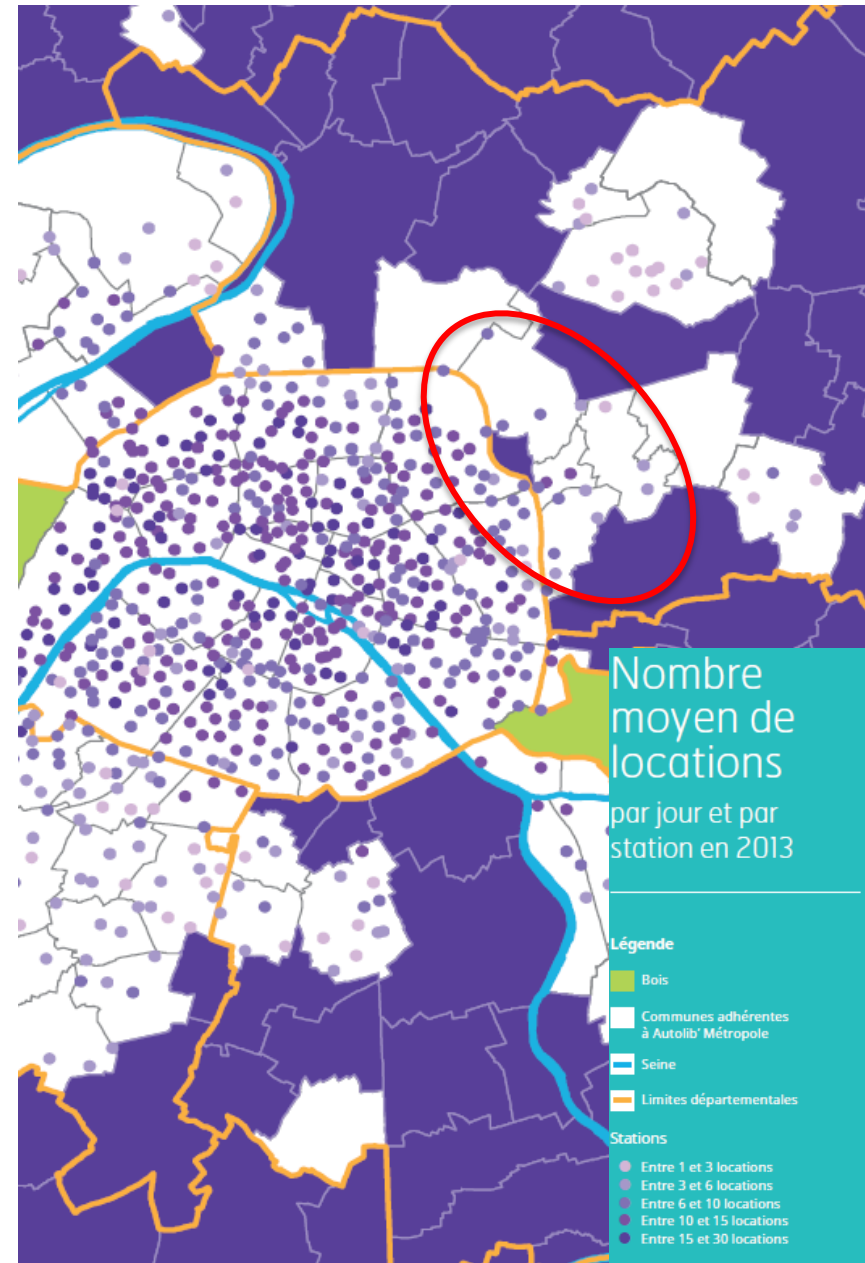 Nombre
moyen de
locations
par jour et par
station en 2013
Légende
Bois
Communes adhérentes
à Autolib' Métropole
Seine
Limites départementales
Stations
Entre 1 et 3 locations
Entre 3 et 6 locations
Entre 6 et 10 locations
Entre 10 et 15 locations
Entre 15 et 30 locations